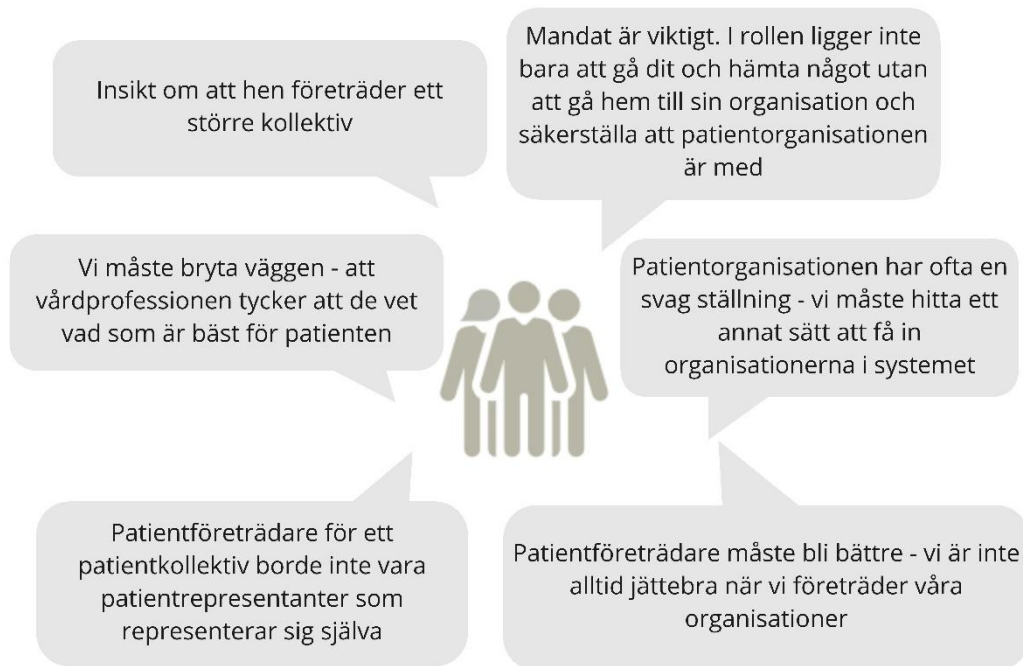 Insikt om att hen företräder ett
större kollektiv
Mandat är viktigt. I rollen ligger inte
bara att gå dit och hämta något utan
att gå hem till sin organisation och
säkerställa att patientorganisationen
är med
Vi måste bryta väggen - att
vårdprofessionen tycker att de vet
vad som är bäst för patienten
Patientorganisationen har ofta en
svag ställning - vi måste hitta ett
annat sätt att få in
organisationerna i systemet
Patientföreträdare för ett
patientkollektiv borde inte vara
patientrepresentanter som
representerar sig själva
Patientföreträdare måste bli bättre - vi är inte
alltid jättebra när vi företräder våra
organisationer